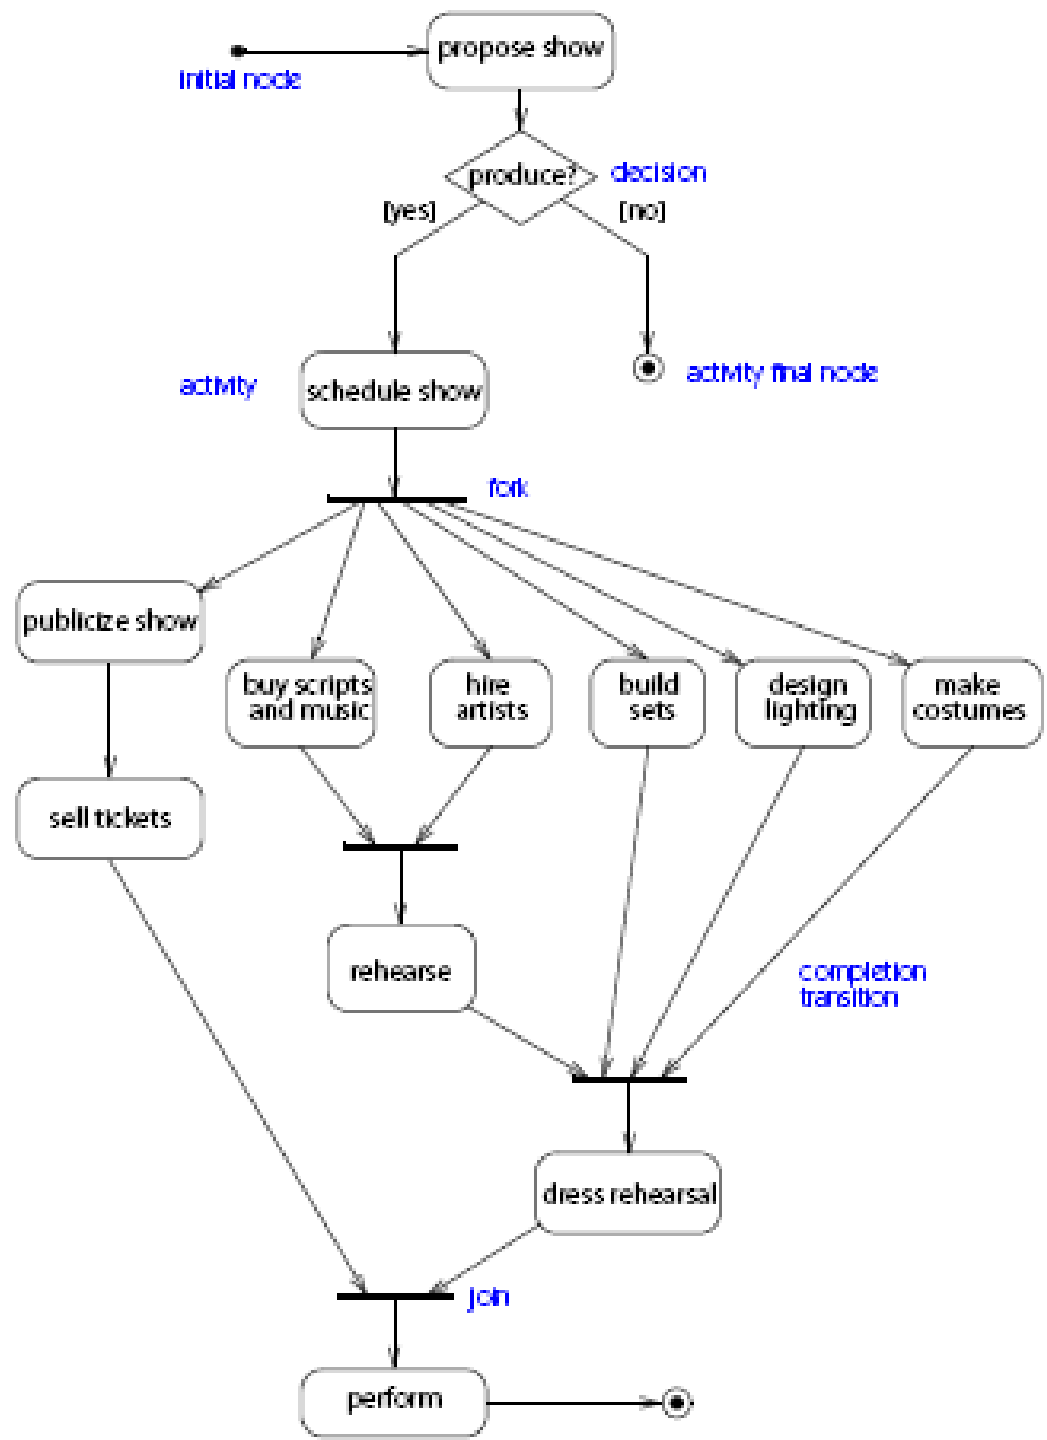 propose show
initial node
produce?
decision
[yes]
[no]
schedule show
activity
activity final node
fork
publicize show
buy scripts
and music
hire
artists
build
sets
design
lighting
make
costumes
sell tickets
rehearse
completion
transition
dress rehearsal
join
perform